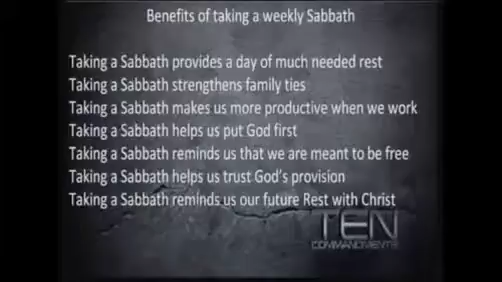 Benefits of taking a weekly Sabbath
Taking a Sabbath provides a day of much needed rest
Taking a Sabbath strengthens family ties
Taking a Sabbath makes us more productive when we work
Taking a Sabbath helps us put God first
Taking a Sabbath reminds us that we are meant to be free
Taking a Sabbath helps us trust God's provision
Taking a Sabbath reminds us our future Rest with Christ
TEN
COMMANDMENTS